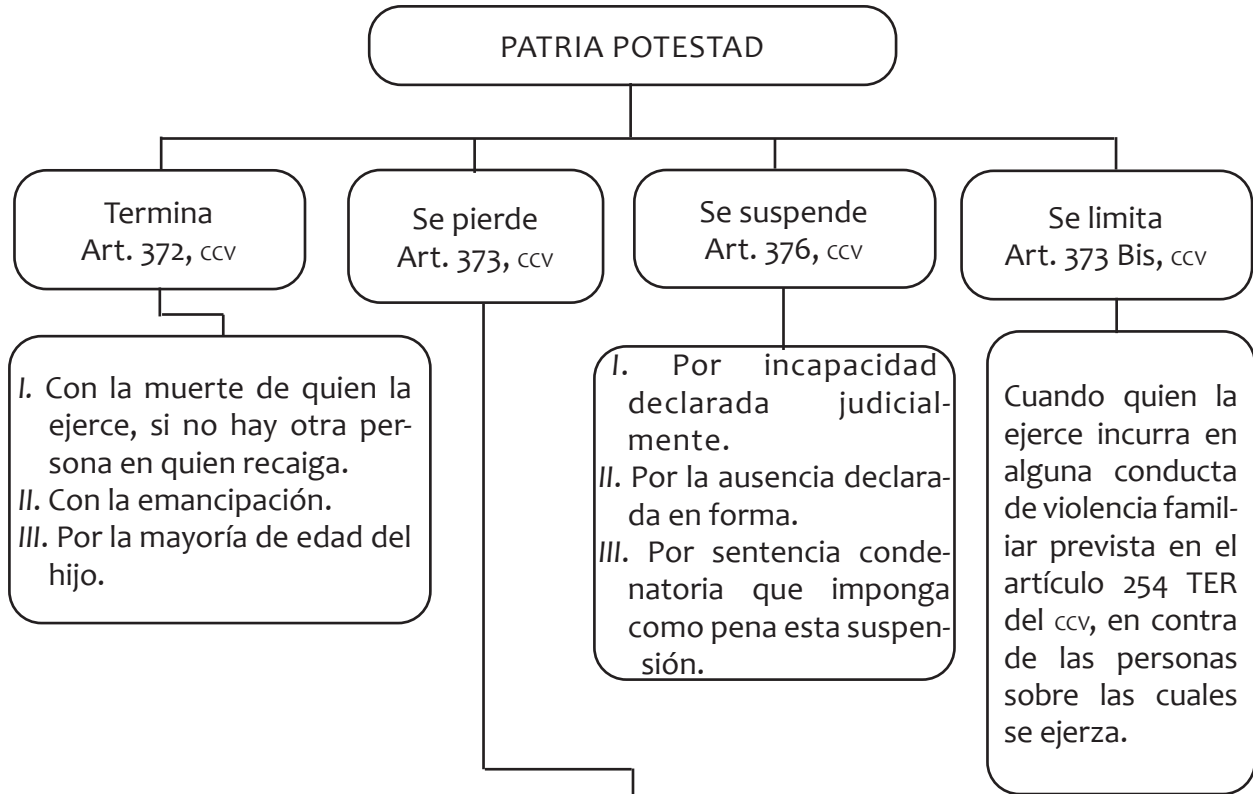 PATRIA POTESTAD
Termina
Art. 372, CCV
Se pierde
Art. 373, CCV
Se suspende
Art. 376, CCV
Se limita
Art. 373 Bis, CCV
I. Con la muerte de quien la
ejerce, si no hay otra per-
sona en quien recaiga.
II. Con la emancipación.
III. Por la mayoría de edad del
hijo.
I. Por incapacidad
declarada judicial-
mente.
II. Por la ausencia declara-
da en forma.
III. Por sentencia conde-
natoria que imponga
como pena esta suspen-
sión.
Cuando quien la
ejerce incurra en
alguna conducta
de violencia fami-
liar prevista en el
artículo 254 TER
del CCV, en contra
de las personas
sobre las cuales
se ejerza.